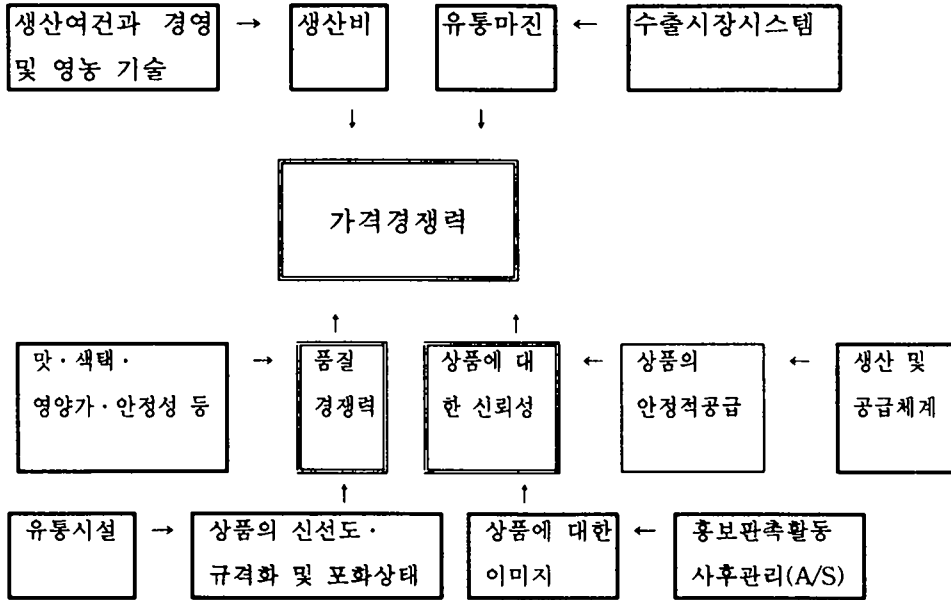 생산여건과 경영
및 영농 기술
→
생산비
유통마진
←
수출시장시스템
↓ ↓
가격경쟁력
↑ ↑
맛·색택·
영양가·안정성 등
→
품질
경쟁력
상품에 대
한 신뢰성
←
상품의
안정적공급
←
생산 및
공급체계
↑ ↑
유통시설
→
상품의 신선도·
규격화 및 포화상태
상품에 대한
이미지
←
홍보판촉활동
사후관리(A/S)